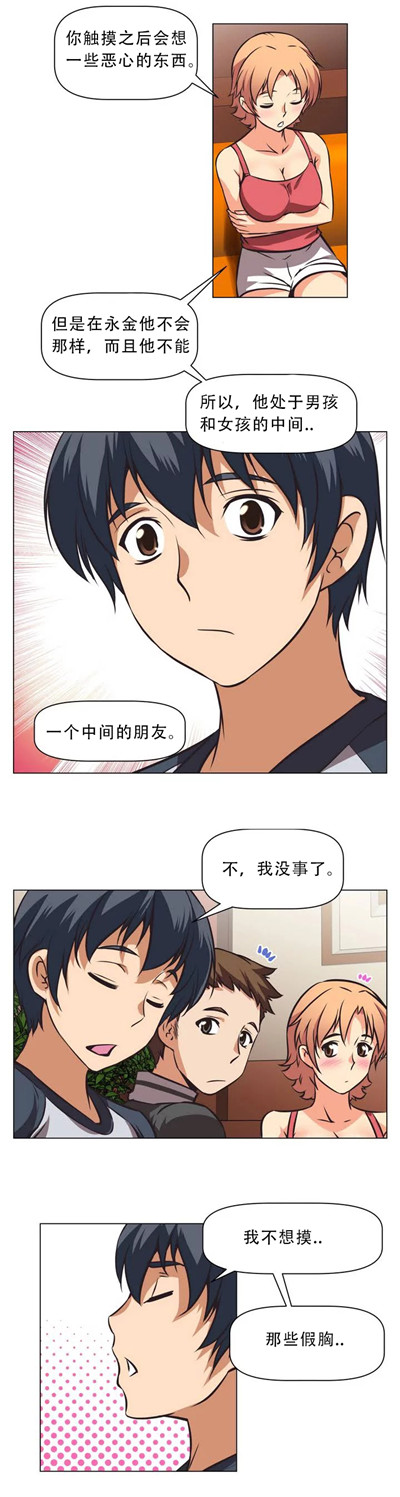 你触摸之后会想
一些恶心的东西。
但是在永金他不会
那样，而且他不能
所以，他处于男孩
和女孩的中间..
一个中间的朋友。
不，我没事了。
我不想摸..
那些假胸..